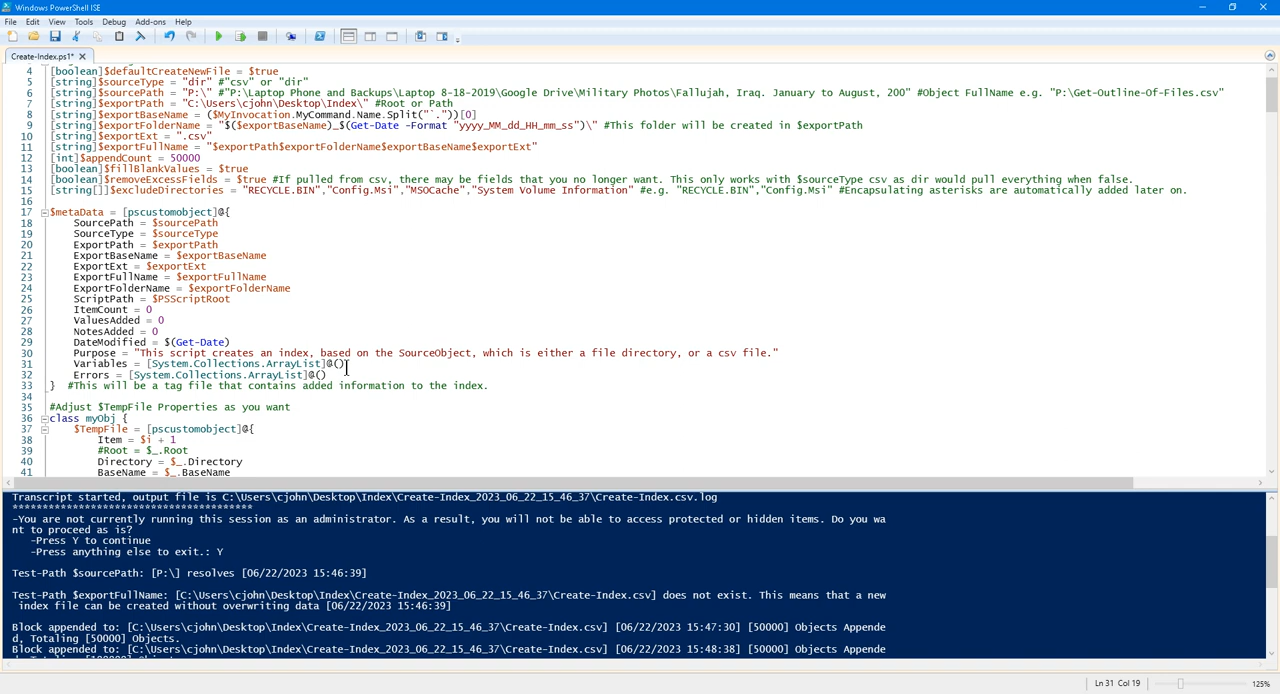 Windows PowerShell ISE
File Edit View Tools Debug Add-ons Help
Create-Index.ps1*
4 [boolean]$defaultCreateNewFile = $true
5 [string]$sourceType = "dir" #"csv" or "dir"
6 [string]$sourcePath = "P:\" #"P:\Laptop Phone and Backups\Laptop 8-18-2019\Google Drive\Military Photos\Fallujah, Iraq. January to August, 200" #Object FullName e.g. "P:\Get-Outline-Of-Files.csv"
7 [string]$exportPath = "C:\Users\cjohn\Desktop\Index\" #Root or Path
8 [string]$exportBaseName = ($MyInvocation.MyCommand.Name.Split("`."))[0]
9 [string]$exportFolderName = "$($exportBaseName)_$(Get-Date -Format "yyyy_MM_dd_HH_mm_ss")\" #This folder will be created in $exportPath
10 [string]$exportExt = ".csv"
11 [string]$exportFullName = "$exportPath$exportFolderName$exportBaseName$exportExt"
12 [int]$appendCount = 50000
13 [boolean]$fillBlankValues = $true
14 [boolean]$removeExcessFields = $true #If pulled from csv, there may be fields that you no longer want. This only works with $sourceType csv as dir would pull everything when false.
15 [string[]]$excludeDirectories = "RECYCLE.BIN","Config.Msi","MSOCache","System Volume Information" #e.g. "RECYCLE.BIN","Config.Msi" #Encapsulating asterisks are automatically added later on.
16
17 $metaData = [pscustomobject]@{
18 SourcePath = $sourcePath
19 SourceType = $sourceType
20 ExportPath = $exportPath
21 ExportBaseName = $exportBaseName
22 ExportExt = $exportExt
23 ExportFullName = $exportFullName
24 ExportFolderName = $exportFolderName
25 ScriptPath = $PSScriptRoot
26 ItemCount = 0
27 ValuesAdded = 0
28 NotesAdded = 0
29 DateModified = $(Get-Date)
30 Purpose = "This script creates an index, based on the SourceObject, which is either a file directory, or a csv file."
31 Variables = [System.Collections.ArrayList]@()
32 Errors = [System.Collections.ArrayList]@()
33 } #This will be a tag file that contains added information to the index.
34
35 #Adjust $TempFile Properties as you want
36 class myObj {
37 $TempFile = [pscustomobject]@{
38 Item = $i + 1
39 #Root = $_.Root
40 Directory = $_.Directory
41 BaseName = $_.BaseName
Transcript started, output file is C:\Users\cjohn\Desktop\Index\Create-Index_2023_06_22_15_46_37\Create-Index.csv.log
****************************************
-You are not currently running this session as an administrator. As a result, you will not be able to access protected or hidden items. Do you wa
nt to proceed as is?
-Press Y to continue
-Press anything else to exit.: Y
Test-Path $sourcePath: [P:\] resolves [06/22/2023 15:46:39]
Test-Path $exportFullName: [C:\Users\cjohn\Desktop\Index\Create-Index_2023_06_22_15_46_37\Create-Index.csv] does not exist. This means that a new
index file can be created without overwriting data [06/22/2023 15:46:39]
Block appended to: [C:\Users\cjohn\Desktop\Index\Create-Index_2023_06_22_15_46_37\Create-Index.csv] [06/22/2023 15:47:30] [50000] Objects Appende
d, Totaling [50000] Objects.
Block appended to: [C:\Users\cjohn\Desktop\Index\Create-Index_2023_06_22_15_46_37\Create-Index.csv] [06/22/2023 15:48:38] [50000] Objects Appende
Ln 31 Col 19 125%